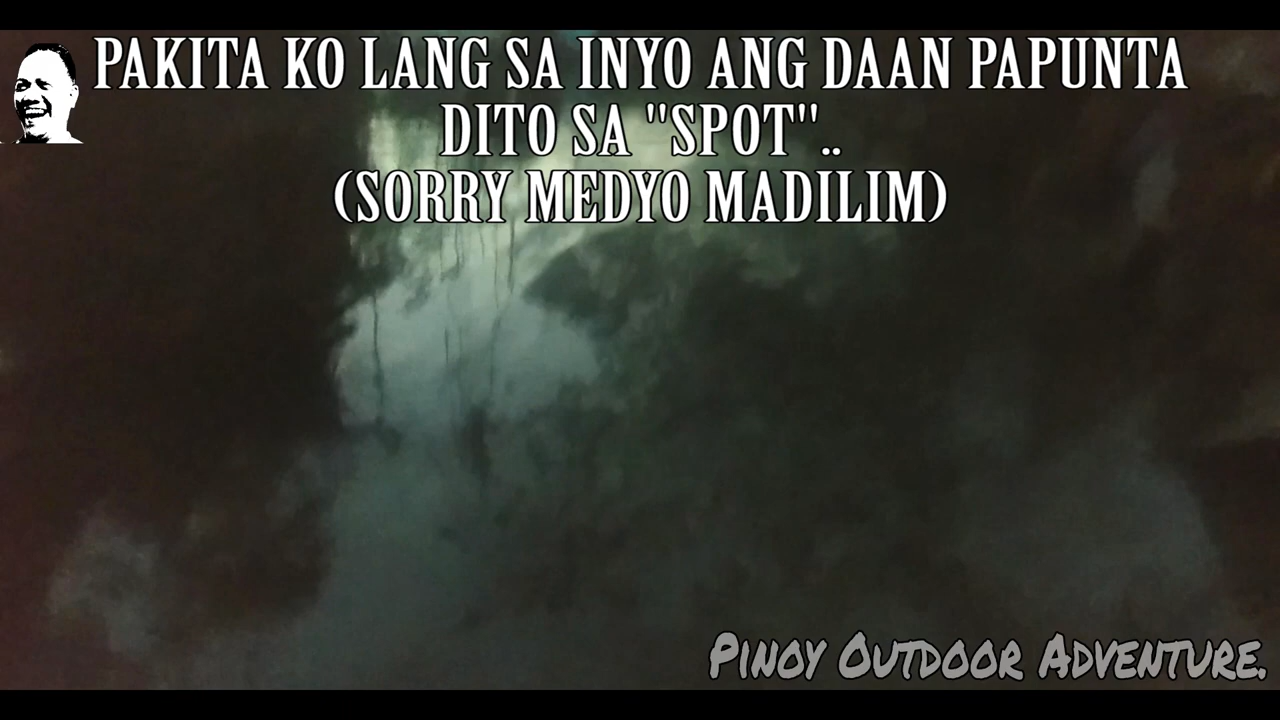 PAKITA KO LANG SA INYO ANG DAAN PAPUNTA
DITO SA "SPOT"..
(SORRY MEDYO MADILIM)
PINOY OUTDOOR ADVENTURE.